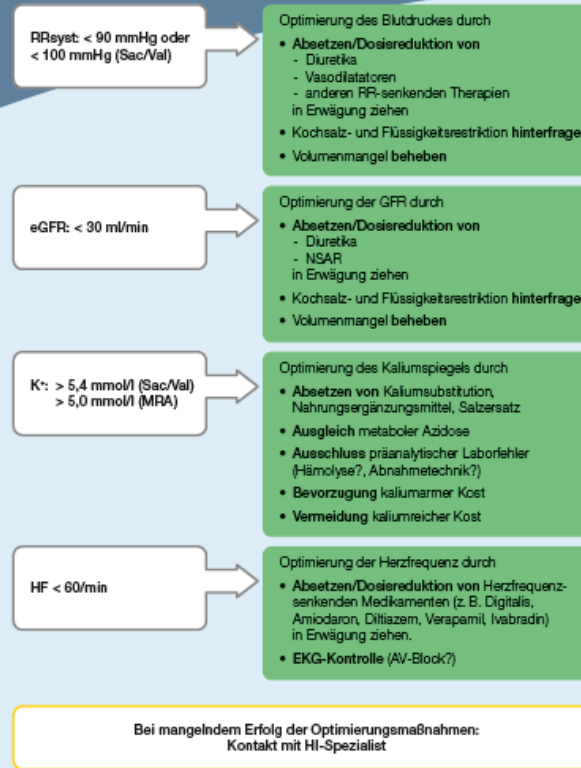 RRsyst: < 90 mmHg oder
< 100 mmHg (Sac/Val)
Optimierung des Blutdruckes durch
• Absetzen/Dosisreduktion von
- Diuretika
- Vasodilatatoren
- anderen RR-senkenden Therapien
in Erwägung ziehen
• Kochsalz- und Flüssigkeitsrestriktion hinterfrage
• Volumenmangel beheben
eGFR: < 30 ml/min
Optimierung der GFR durch
• Absetzen/Dosisreduktion von
- Diuretika
- NSAR
in Erwägung ziehen
• Kochsalz- und Flüssigkeitsrestriktion hinterfrage
• Volumenmangel beheben
K⁺: > 5,4 mmol/l (Sac/Val)
> 5,0 mmol/l (MRA)
Optimierung des Kaliumspiegels durch
• Absetzen von Kaliumsubstitution,
Nahrungsergänzungsmittel, Salzersatz
• Ausgleich metaboler Azidose
• Ausschluss präanalytischer Laborfehler
(Hämolyse?, Abnahmetechnik?)
• Bevorzugung kaliumarmer Kost
• Vermeidung kaliumreicher Kost
HF < 60/min
Optimierung der Herzfrequenz durch
• Absetzen/Dosisreduktion von Herzfrequenz-
senkenden Medikamenten (z. B. Digitalis,
Amiodaron, Diltiazem, Verapamil, Ivabradin)
in Erwägung ziehen.
• EKG-Kontrolle (AV-Block?)
Bei mangelndem Erfolg der Optimierungsmaßnahmen:
Kontakt mit HI-Spezialist